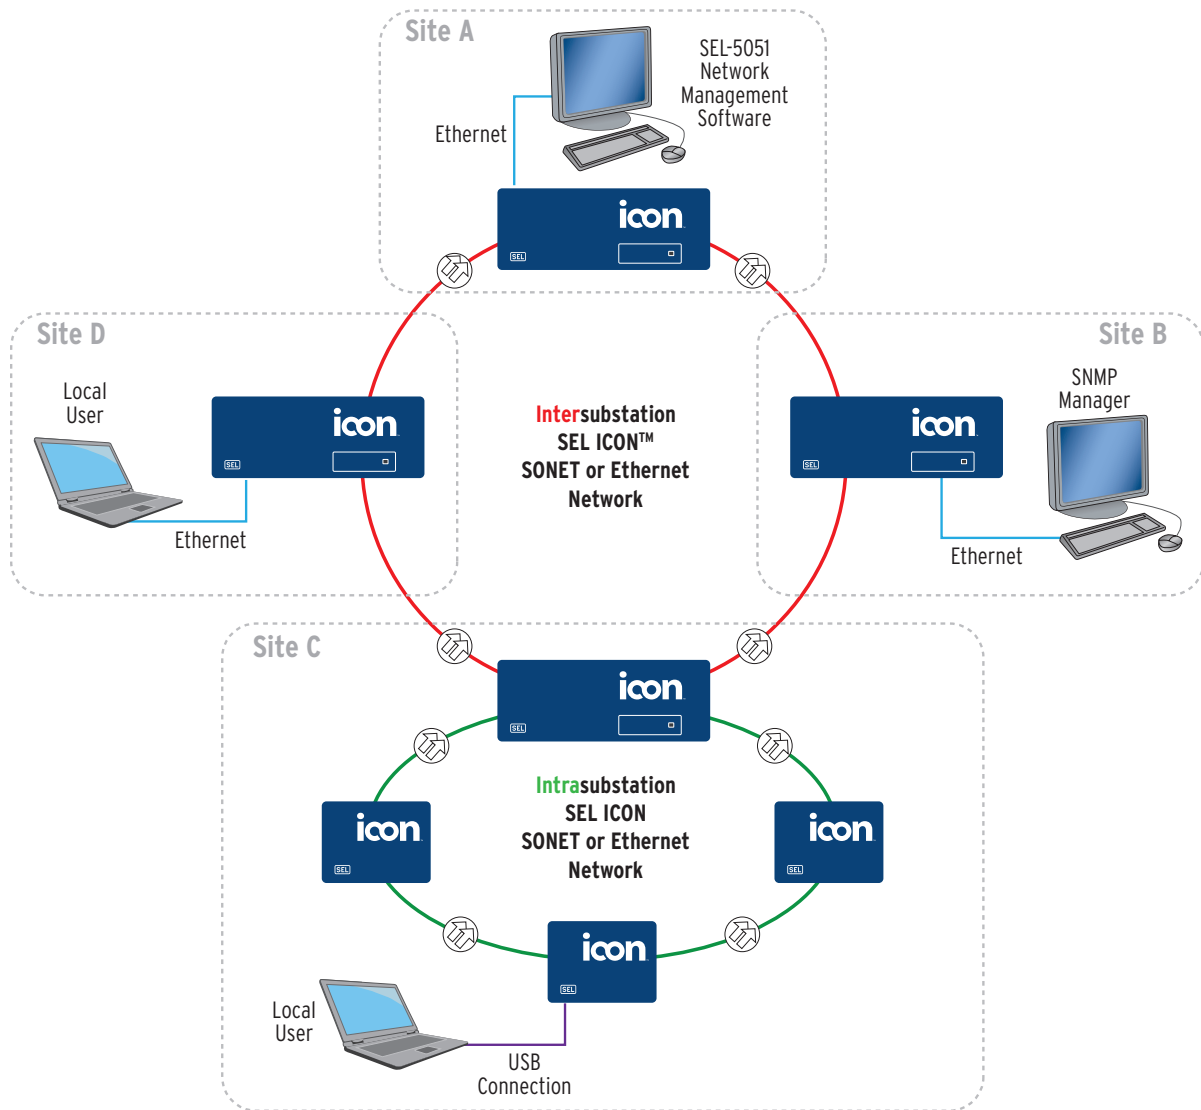 Site A
SEL-5051
Network
Management
Software
Ethernet
icon
SEL
Site D
Local
User
icon
SEL
Ethernet
Intersubstation
SEL ICON™
SONET or Ethernet
Network
Site B
SNMP
Manager
icon
SEL
Ethernet
Site C
icon
SEL
Intrasubstation
SEL ICON
SONET or Ethernet
Network
icon
SEL
icon
SEL
icon
SEL
Local
User
USB
Connection